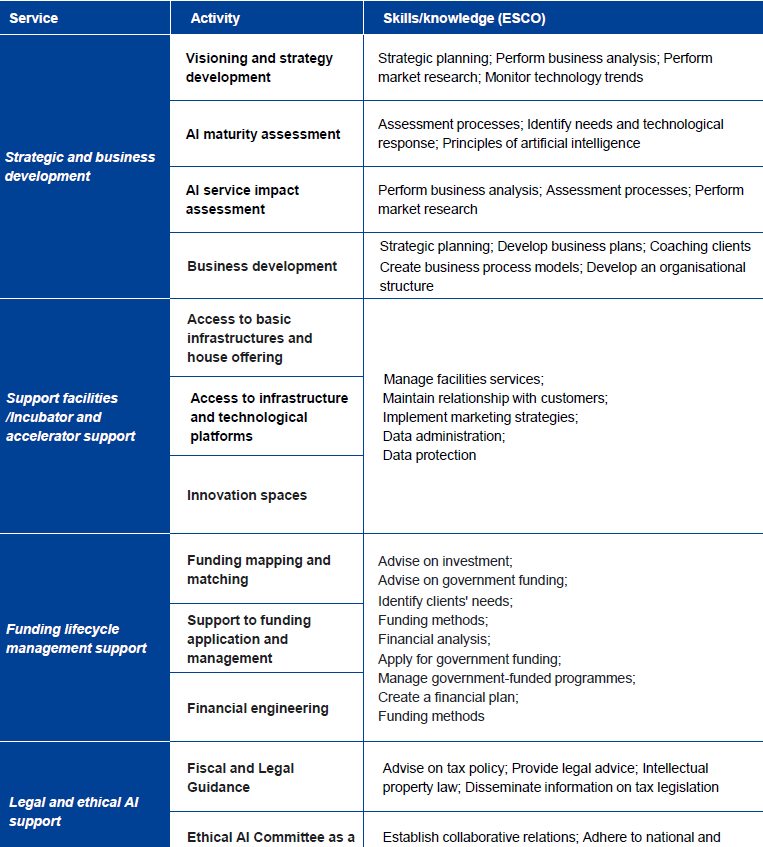 Service Activity Skills/knowledge (ESCO)
Strategic and business
development
Visioning and strategy
development
Strategic planning; Perform business analysis; Perform
market research; Monitor technology trends
AI maturity assessment
Assessment processes; Identify needs and technological
response; Principles of artificial intelligence
AI service impact
assessment
Perform business analysis; Assessment processes; Perform
market research
Business development
Strategic planning; Develop business plans; Coaching clients
Create business process models; Develop an organisational
structure
Support facilities
/Incubator and
accelerator support
Access to basic
infrastructures and
house offering
Access to infrastructure
and technological
platforms
Innovation spaces
Manage facilities services;
Maintain relationship with customers;
Implement marketing strategies;
Data administration;
Data protection
Funding lifecycle
management support
Funding mapping and
matching
Support to funding
application and
management
Financial engineering
Advise on investment;
Advise on government funding;
Identify clients' needs;
Funding methods;
Financial analysis;
Apply for government funding;
Manage government-funded programmes;
Create a financial plan;
Funding methods
Legal and ethical AI
support
Fiscal and Legal
Guidance
Advise on tax policy; Provide legal advice; Intellectual
property law; Disseminate information on tax legislation
Ethical AI Committee as a
Establish collaborative relations; Adhere to national and